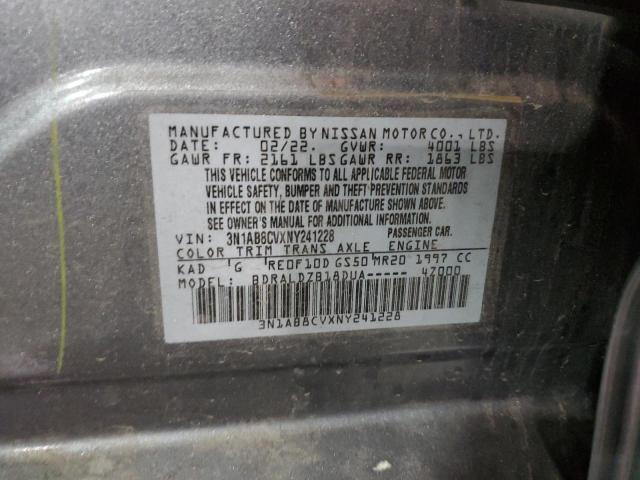 MANUFACTURED BY NISSAN MOTOR CO., LTD.
DATE: 02/22. GVWR: 4001 LBS
GAWR FR: 2161 LBS GAWR RR: 1863 LBS
THIS VEHICLE CONFORMS TO ALL APPLICABLE FEDERAL MOTOR
VEHICLE SAFETY, BUMPER AND THEFT PREVENTION STANDARDS
IN EFFECT ON THE DATE OF MANUFACTURE SHOWN ABOVE.
SEE OWNER'S MANUAL FOR ADDITIONAL INFORMATION.
VIN: 3N1AB8CVXNY241228 PASSENGER CAR.
COLOR TRIM TRANS AXLE ENGINE
KAD G RE0F10D GS50 MR20 1997 CC
MODEL: BDRALDZB18DUA----- 47000
3N1AB8CVXNY241228